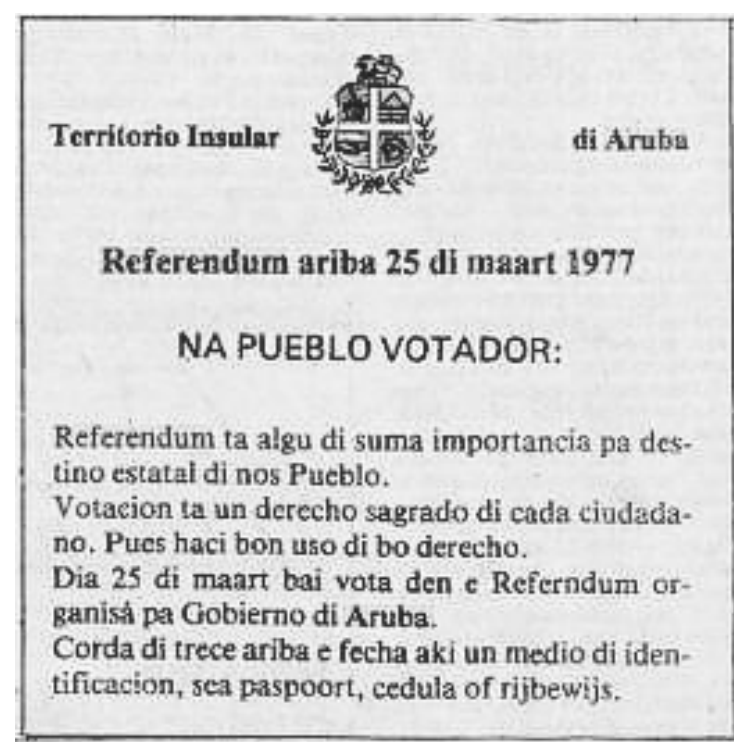 Territorio Insular di Aruba
Referendum ariba 25 di maart 1977
NA PUEBLO VOTADOR:
Referendum ta algu di suma importancia pa des-
tino estatal di nos Pueblo.
Votacion ta un derecho sagrado di cada ciudada-
no. Pues haci bon uso di bo derecho.
Dia 25 di maart bai vota den e Referndum or-
ganisá pa Gobierno di Aruba.
Corda di trece ariba e fecha aki un medio di iden-
tificacion, sea paspoort, cedula of rijbewijs.